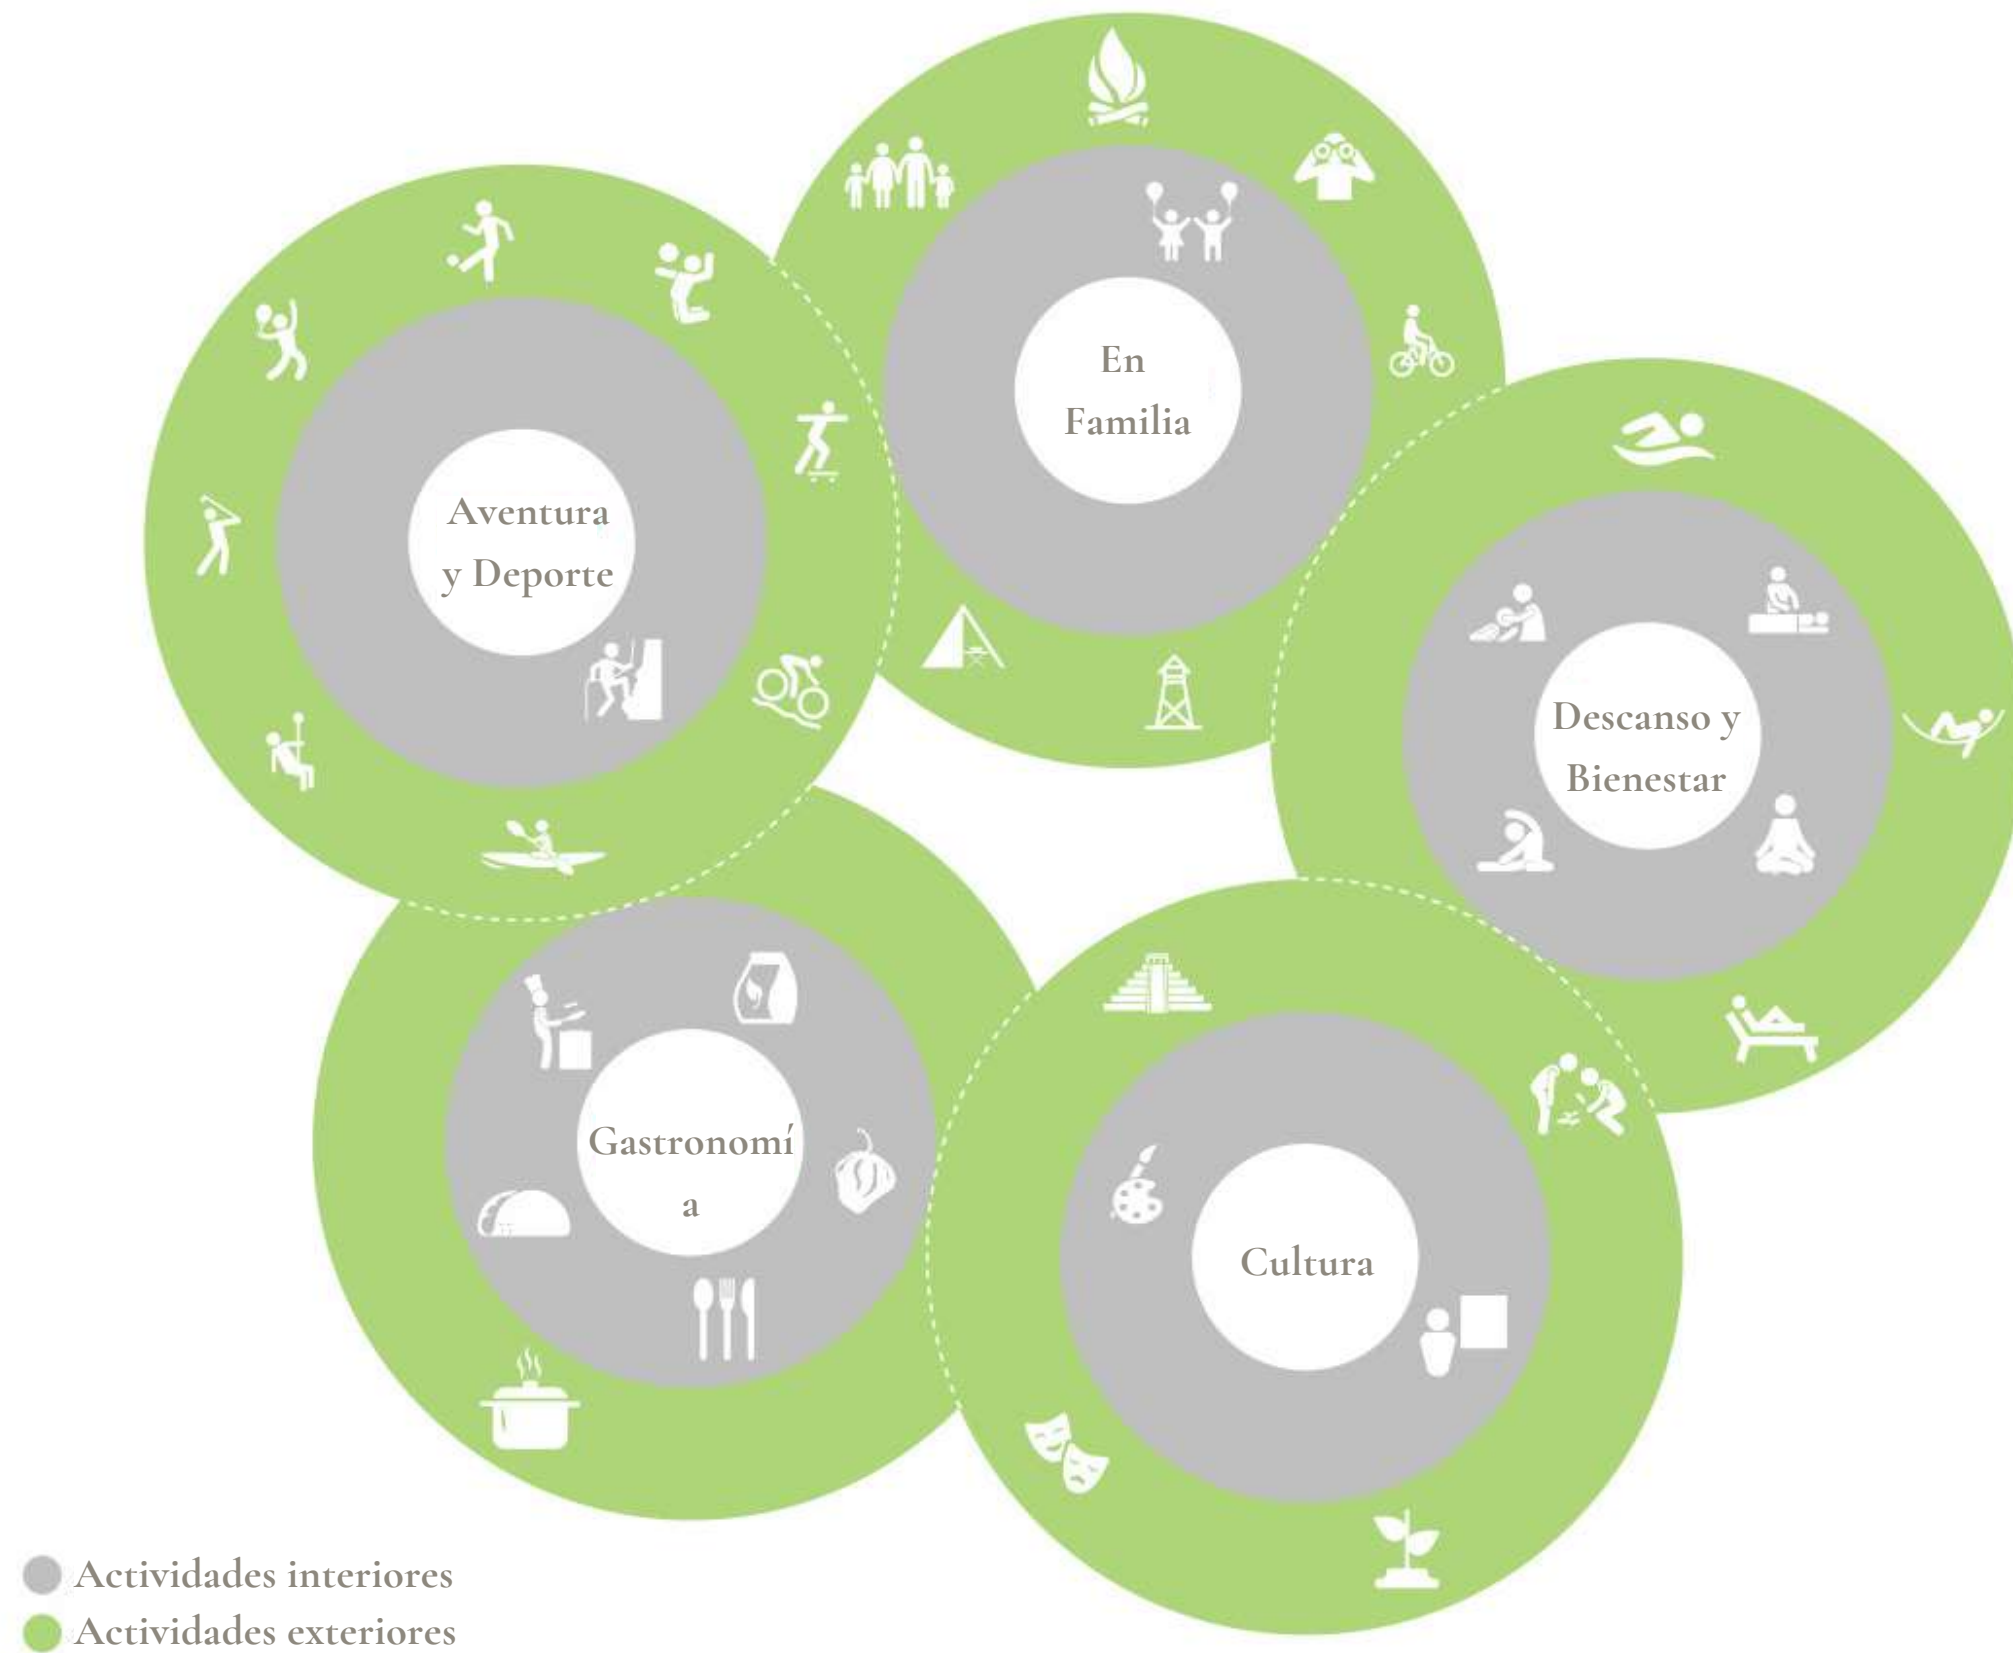 En
Familia
Aventura
y Deporte
Descanso y
Bienestar
Gastronomí
a
Cultura
Actividades interiores
Actividades exteriores